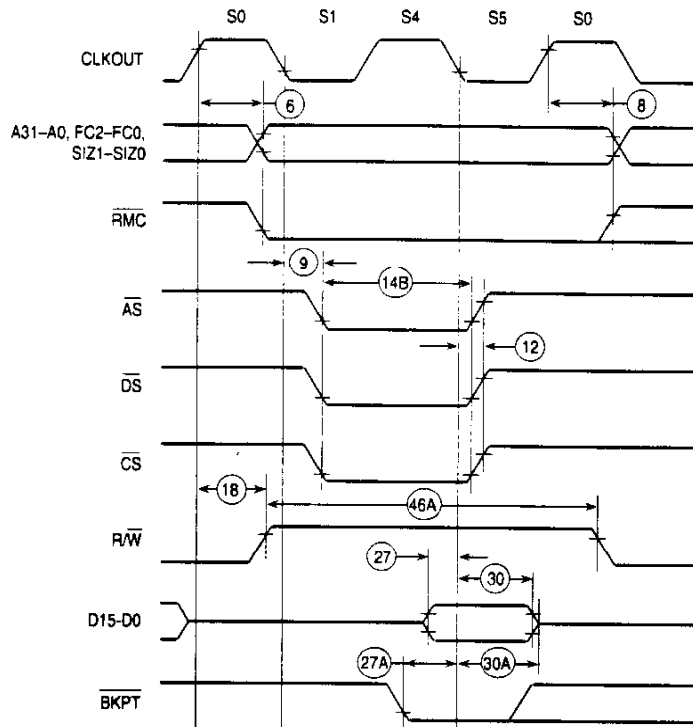 S0 S1 S4 S5 S0
CLKOUT
6 8
A31–A0, FC2–FC0,
SIZ1–SIZ0
RMC
9 14B
AS
12
DS
CS
18 46A
R/W
27 30
D15-D0
27A 30A
BKPT